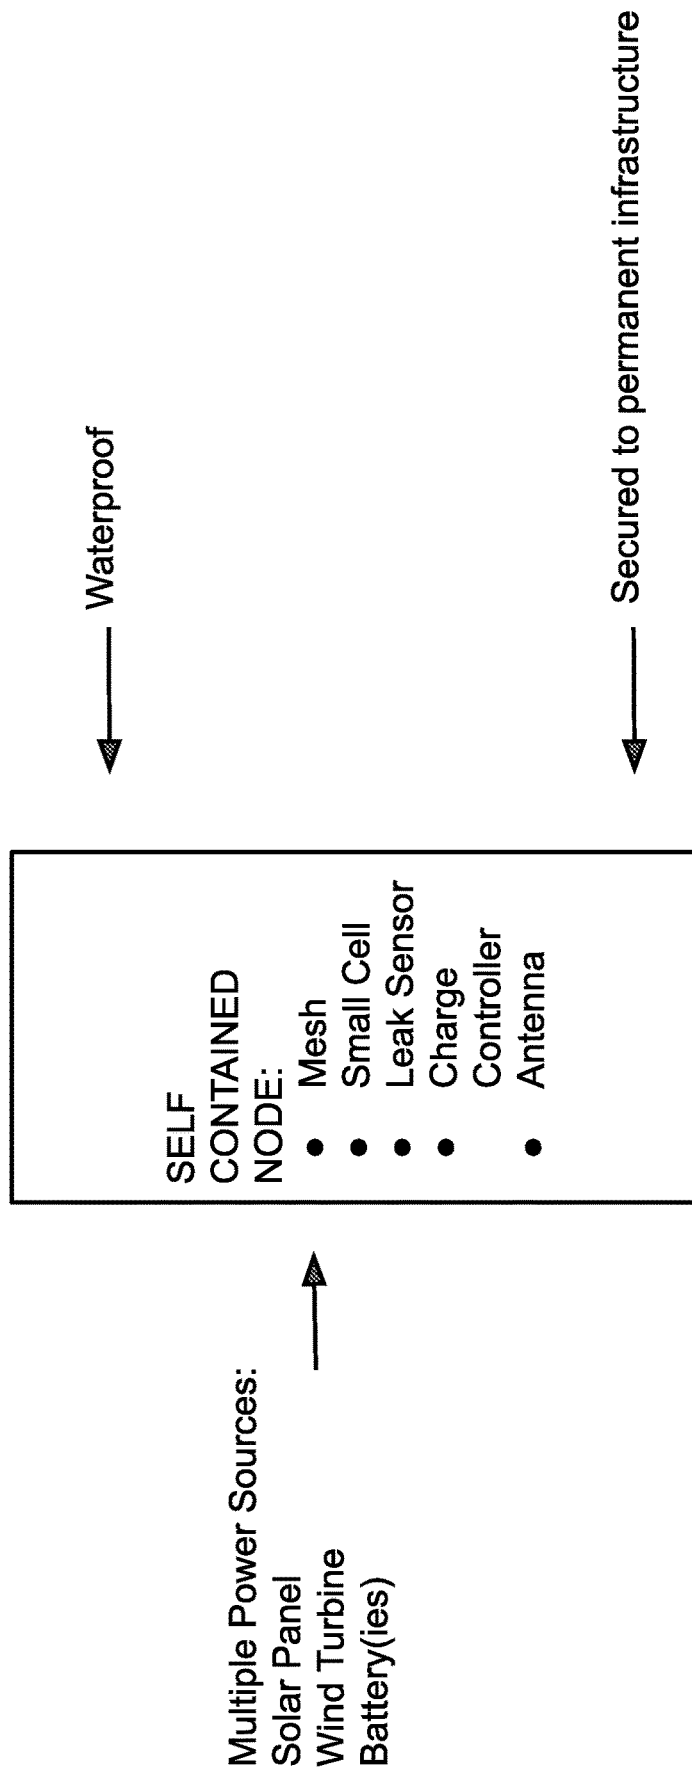 Multiple Power Sources:
Solar Panel
Wind Turbine
Battery(ies)
SELF
CONTAINED
NODE:
● Mesh
● Small Cell
● Leak Sensor
● Charge
Controller
● Antenna
Waterproof
Secured to permanent infrastructure